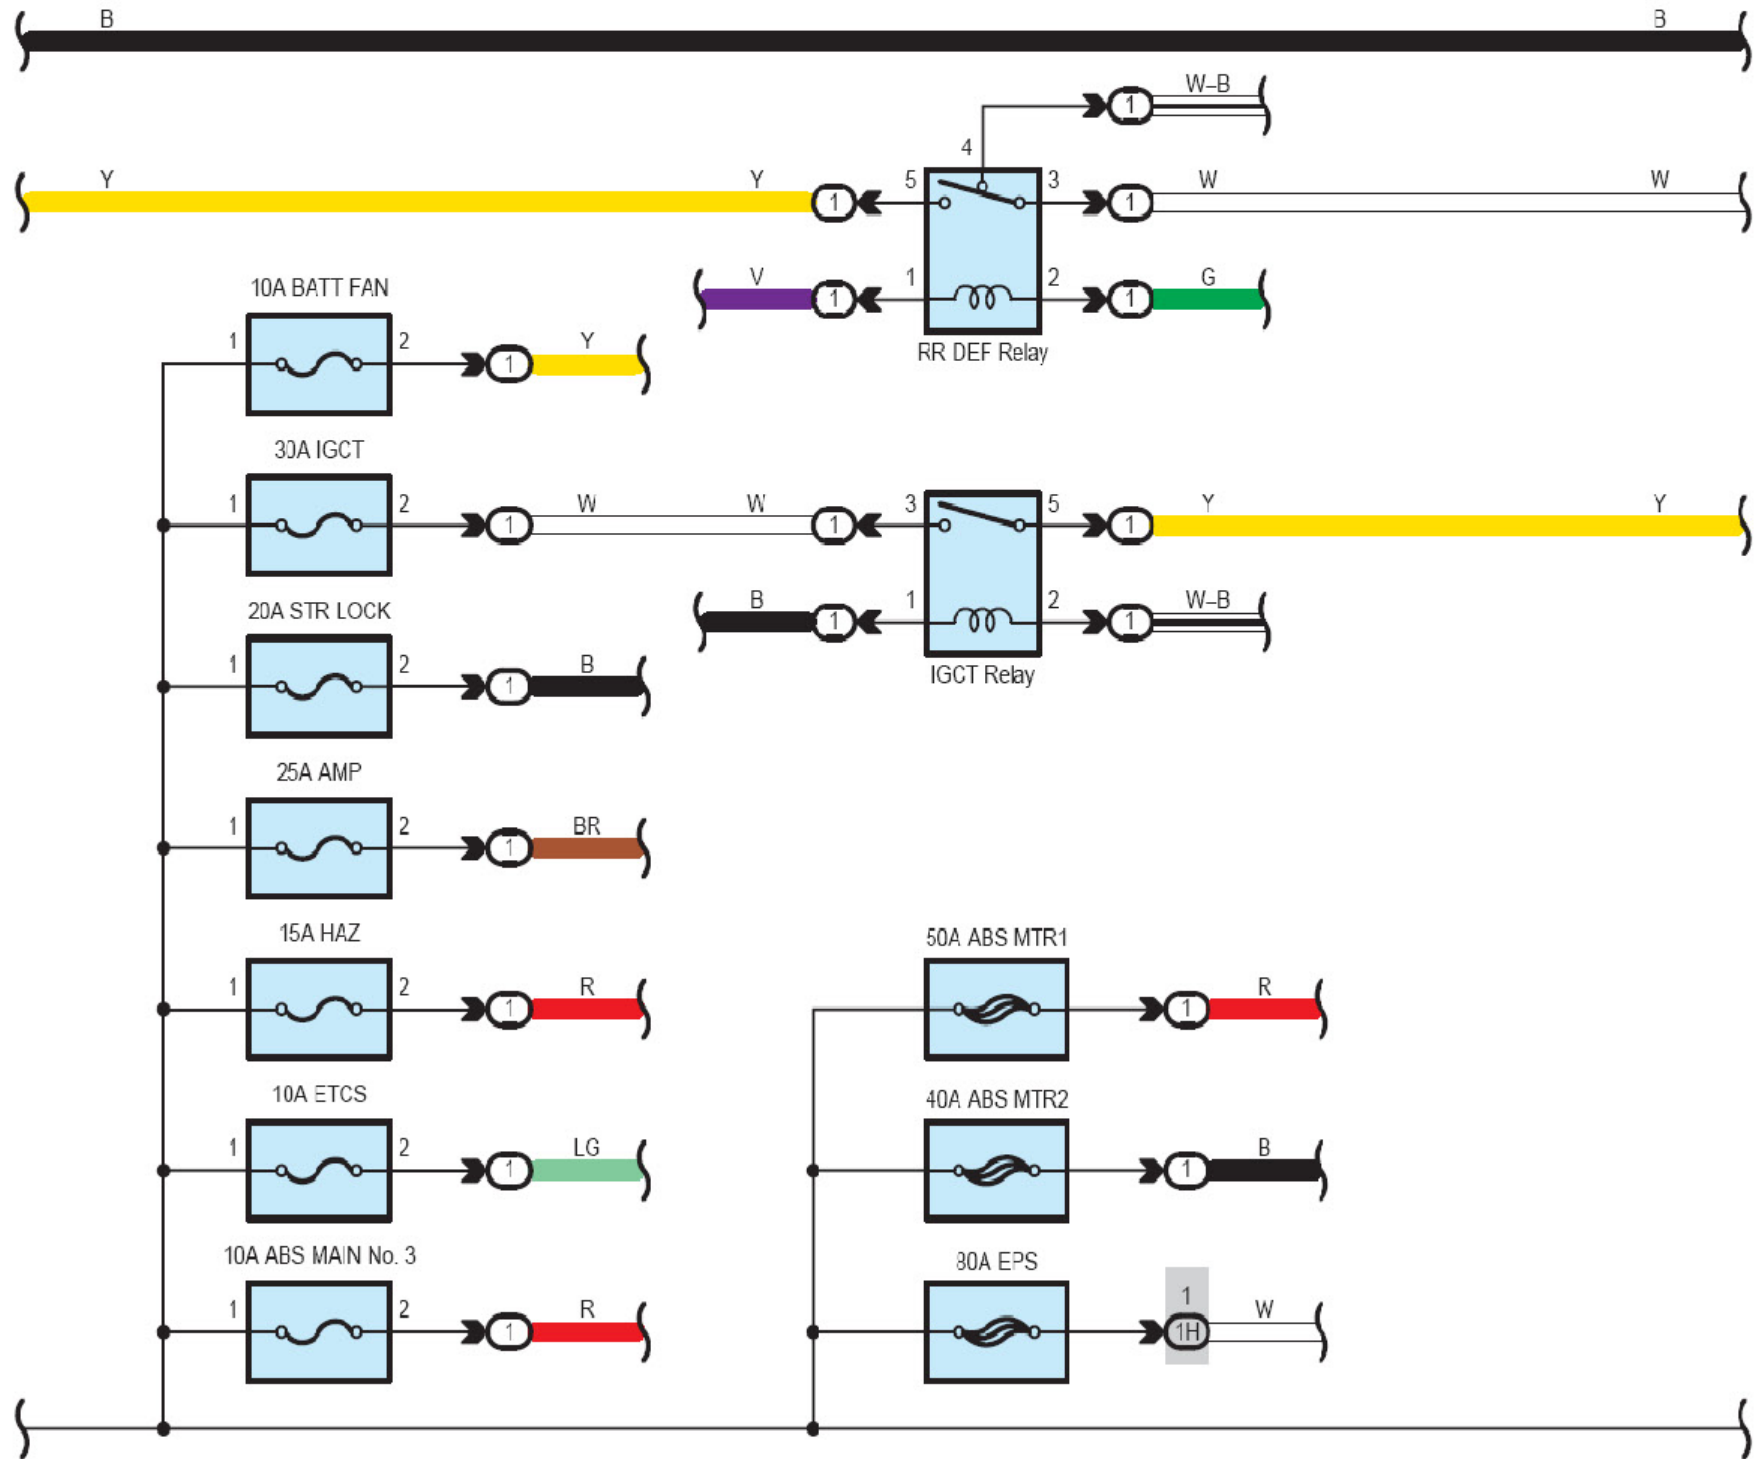 B B
W–B
1
4
Y Y 1 5 3 1 W W
V 1 1 2 1 G
RR DEF Relay
10A BATT FAN
1 2 1 Y
30A IGCT
1 2 1 W W 1 3 5 1 Y Y
20A STR LOCK
B 1 1 2 1 W–B
IGCT Relay
1 2 1 B
25A AMP
1 2 1 BR
15A HAZ
1 2 1 R
50A ABS MTR1
1 R
10A ETCS
1 2 1 LG
40A ABS MTR2
1 B
10A ABS MAIN No. 3
1 2 1 R
80A EPS
1
1H W